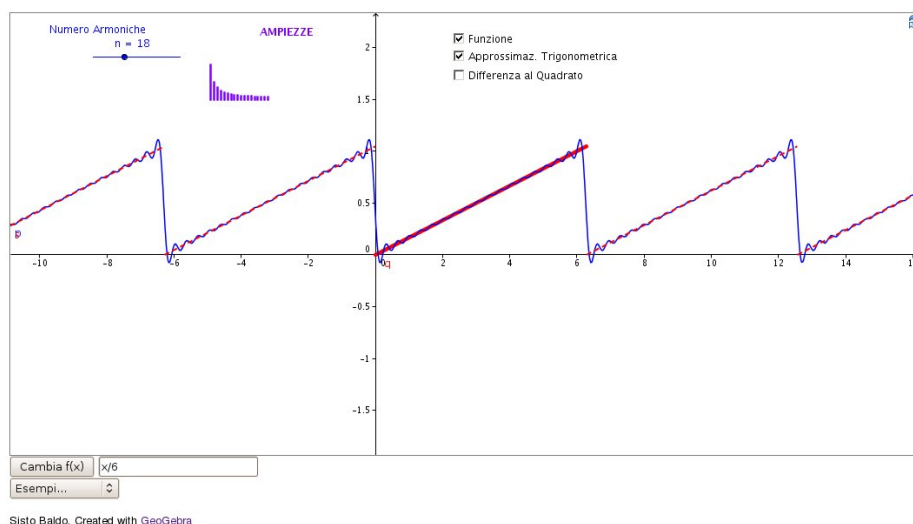 Numero Armoniche
n = 18
AMPIEZZE
Funzione
Approssimaz. Trigonometrica
Differenza al Quadrato
2
1.5
1
0.5
0
-0.5
-1
-1.5
-10
-8
-6
-4
-2
0
q
2
4
6
8
10
12
14
Cambia f(x)
x/6
Esempi...
Sisto Baldo, Created with GeoGebra